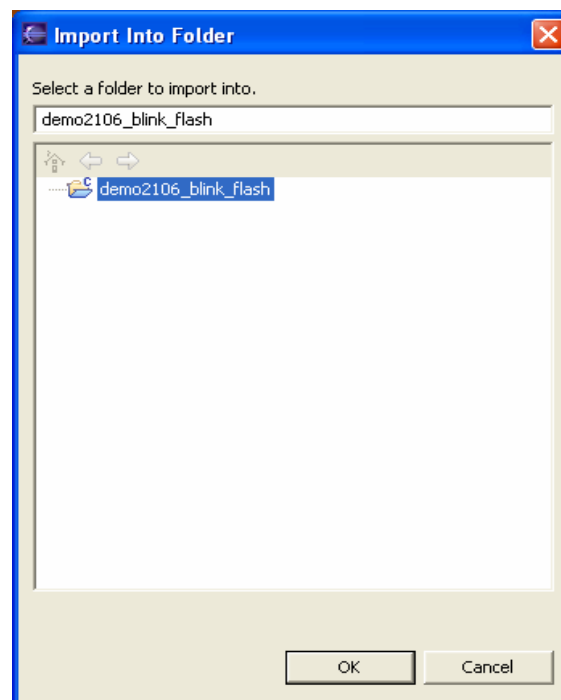 Import Into Folder
Select a folder to import into.
demo2106_blink_flash
demo2106_blink_flash
OK
Cancel